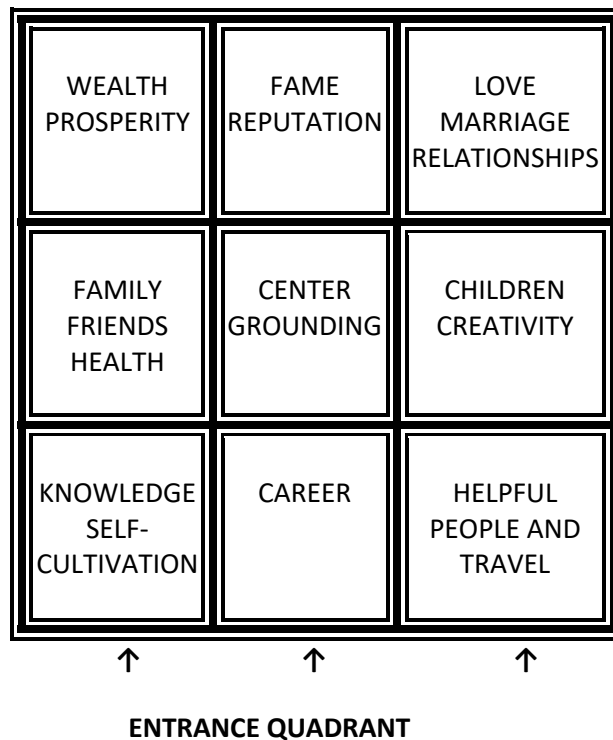 WEALTH
PROSPERITY
FAME
REPUTATION
LOVE
MARRIAGE
RELATIONSHIPS
FAMILY
FRIENDS
HEALTH
CENTER
GROUNDING
CHILDREN
CREATIVITY
KNOWLEDGE
SELF-
CULTIVATION
CAREER
HELPFUL
PEOPLE AND
TRAVEL
↑ ↑ ↑
ENTRANCE QUADRANT